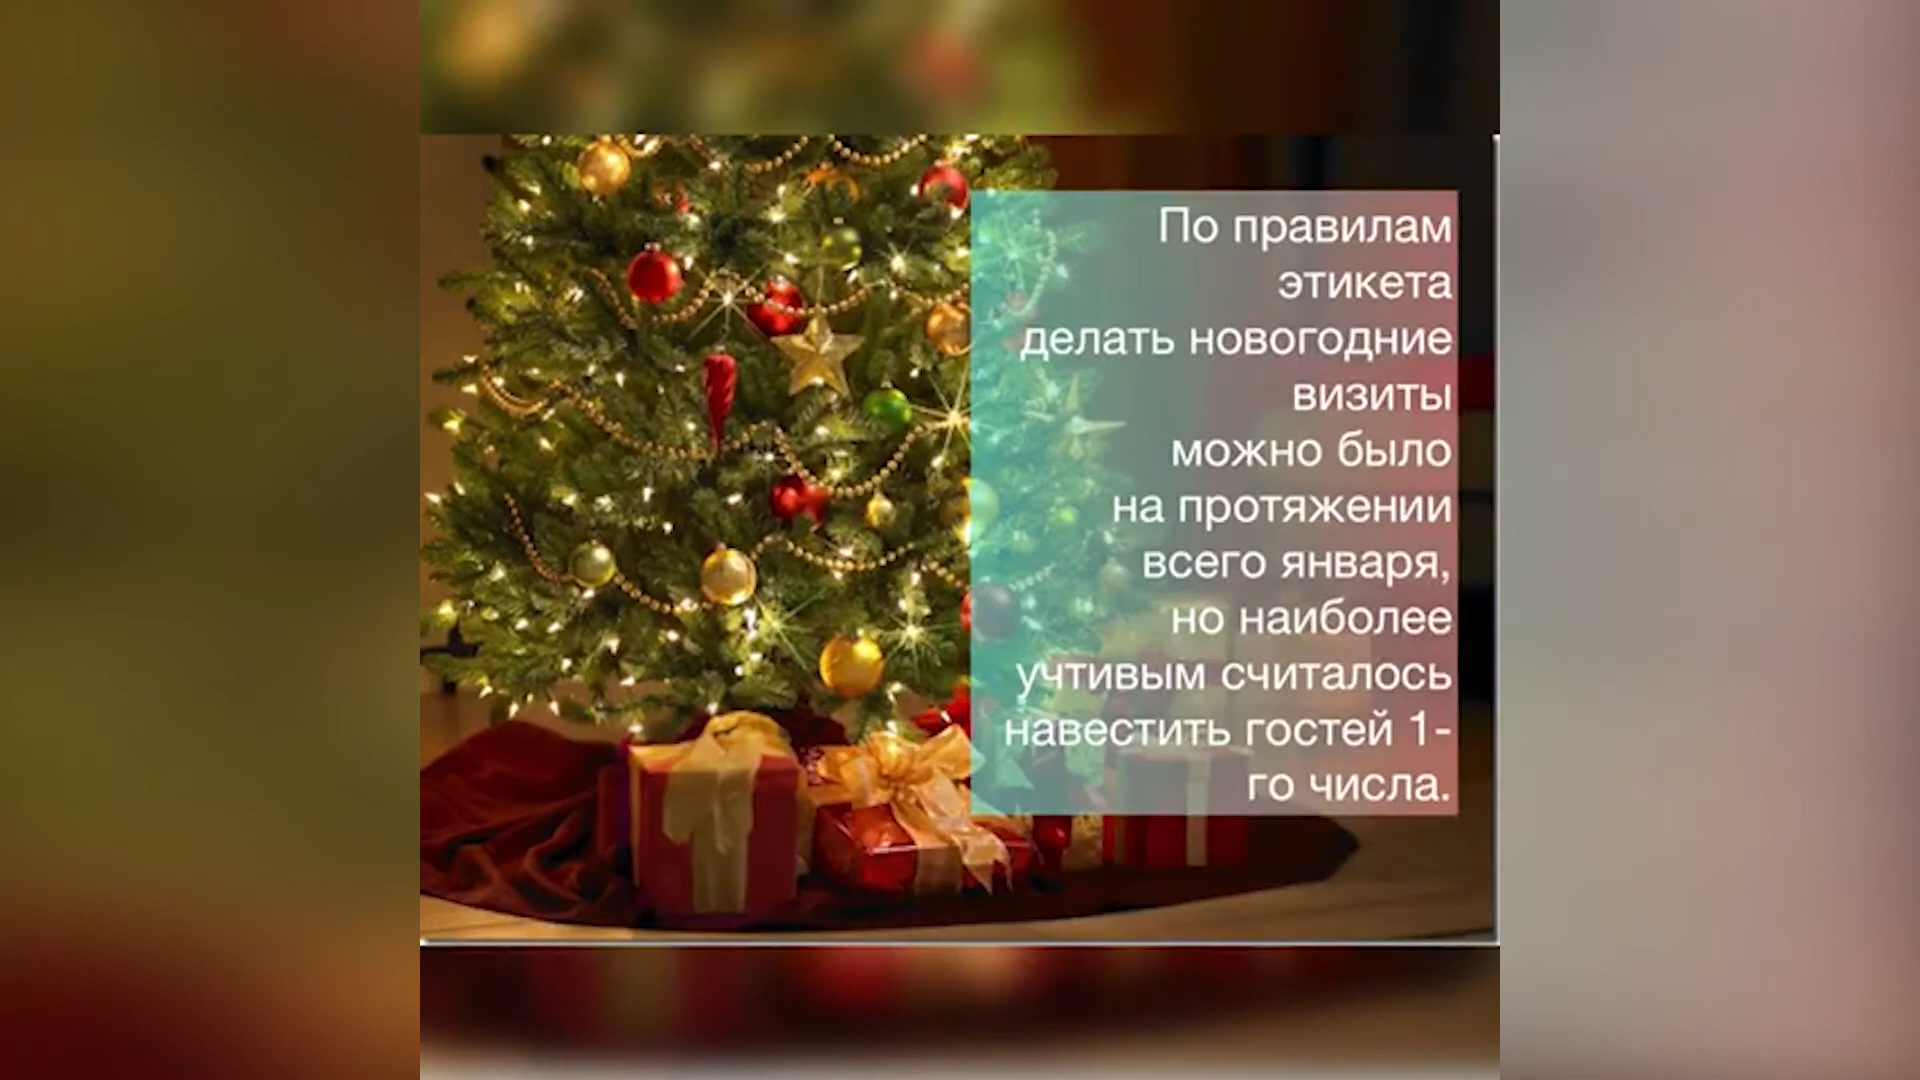 По правилам
этикета
делать новогодние
визиты
можно было
на протяжении
всего января,
но наиболее
учтивым считалось
навестить гостей 1-
го числа.